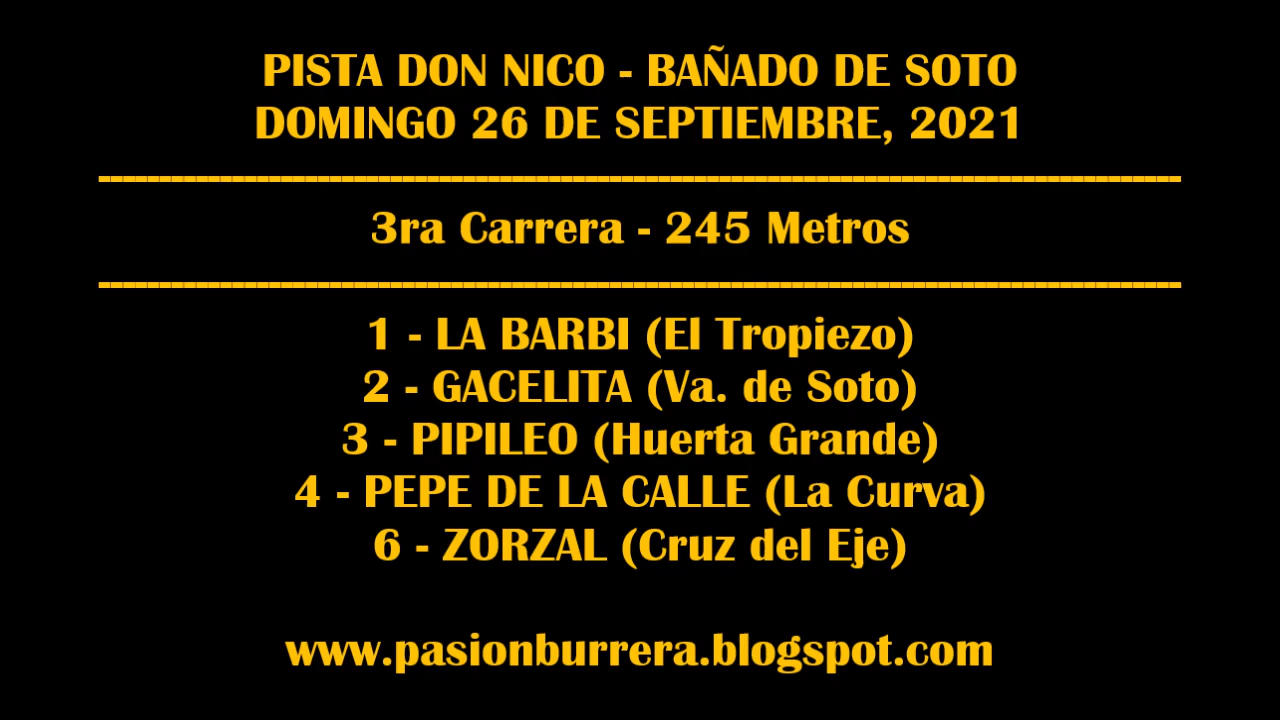 PISTA DON NICO - BAÑADO DE SOTO
DOMINGO 26 DE SEPTIEMBRE, 2021
3ra Carrera - 245 Metros
1 - LA BARBI (El Tropiezo)
2 - GACELITA (Va. de Soto)
3 - PIPILEO (Huerta Grande)
4 - PEPE DE LA CALLE (La Curva)
6 - ZORZAL (Cruz del Eje)
www.pasionburrera.blogspot.com